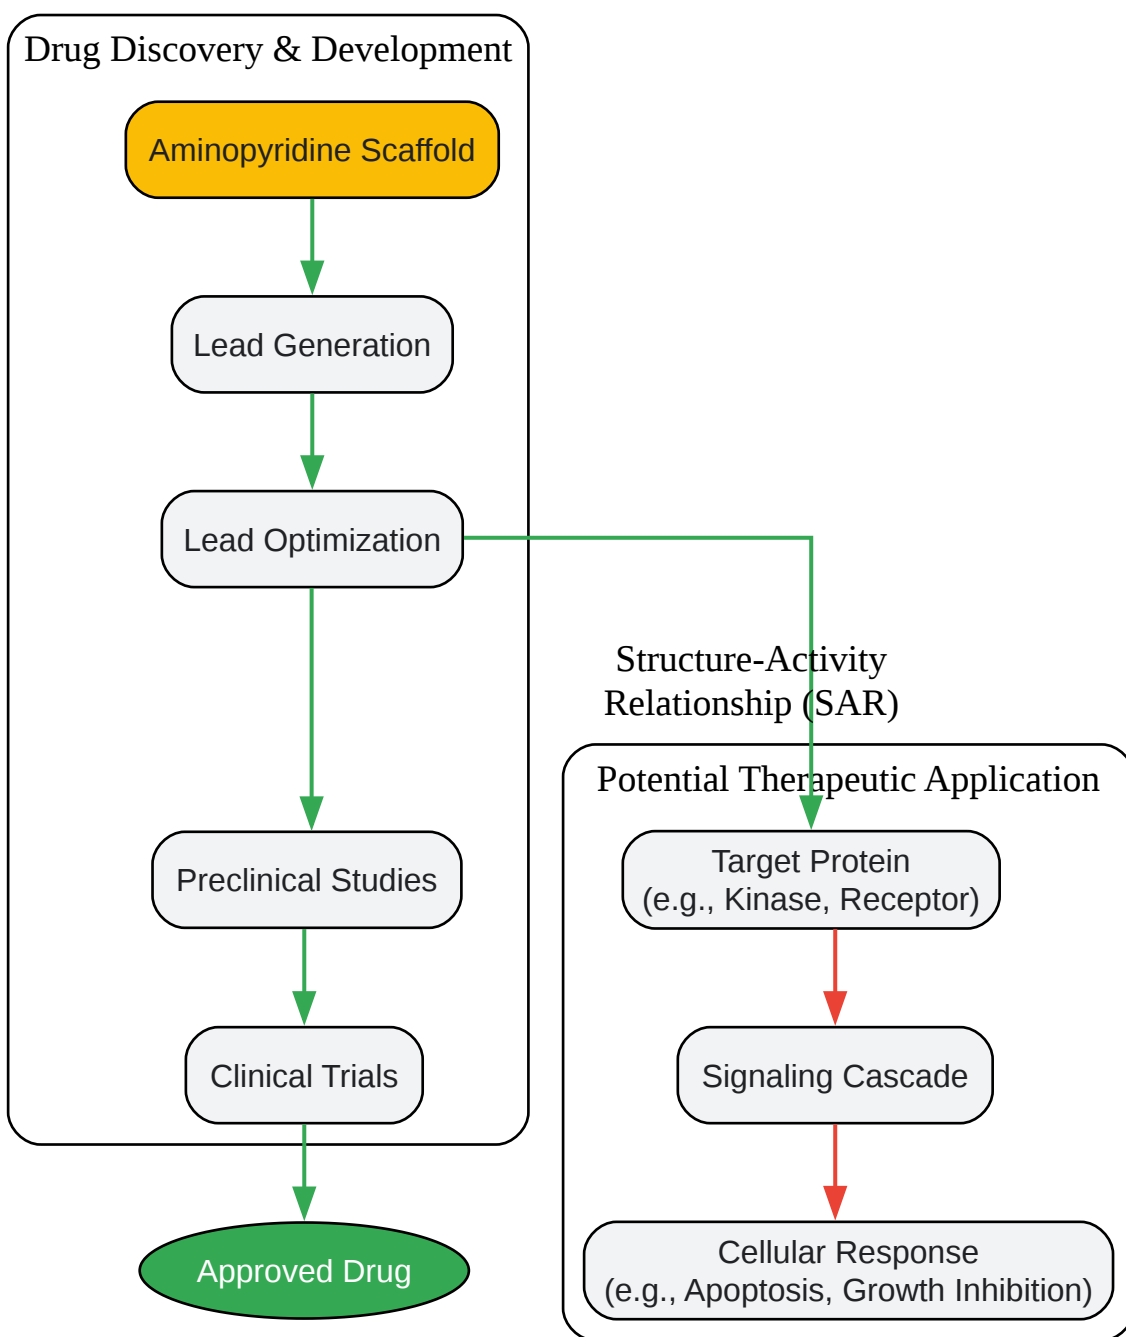 Drug Discovery & Development
Aminopyridine Scaffold
Lead Generation
Lead Optimization
Structure-Activity
Relationship (SAR)
Preclinical Studies
Clinical Trials
Approved Drug
Potential Therapeutic Application
Target Protein
(e.g., Kinase, Receptor)
Signaling Cascade
Cellular Response
(e.g., Apoptosis, Growth Inhibition)